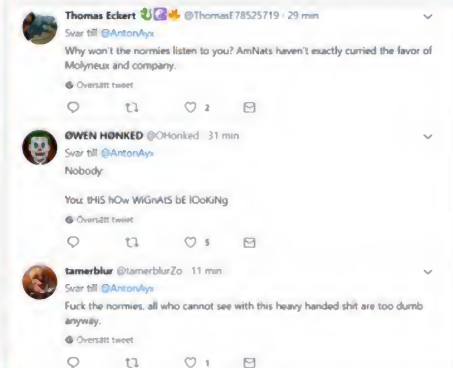 Thomas Eckert @ThomasE78525719 · 29 min
Svar till @AntonAyx
Why won't the normies listen to you? AmNats haven't exactly curried the favor of
Molyneux and company.
Översätt tweet
2
ØWEN HØNKED @OHonked 31 min
Svar till @AntonAyx
Nobody:
You: tHiS hOw WiGnAtS bE lOoKiNg
Översätt tweet
5
tamerblur @tamerblurZo 11 min
Svar till @AntonAyx
Fuck the normies, all who cannot see with this heavy handed shit are too dumb
anyway.
Översätt tweet
1